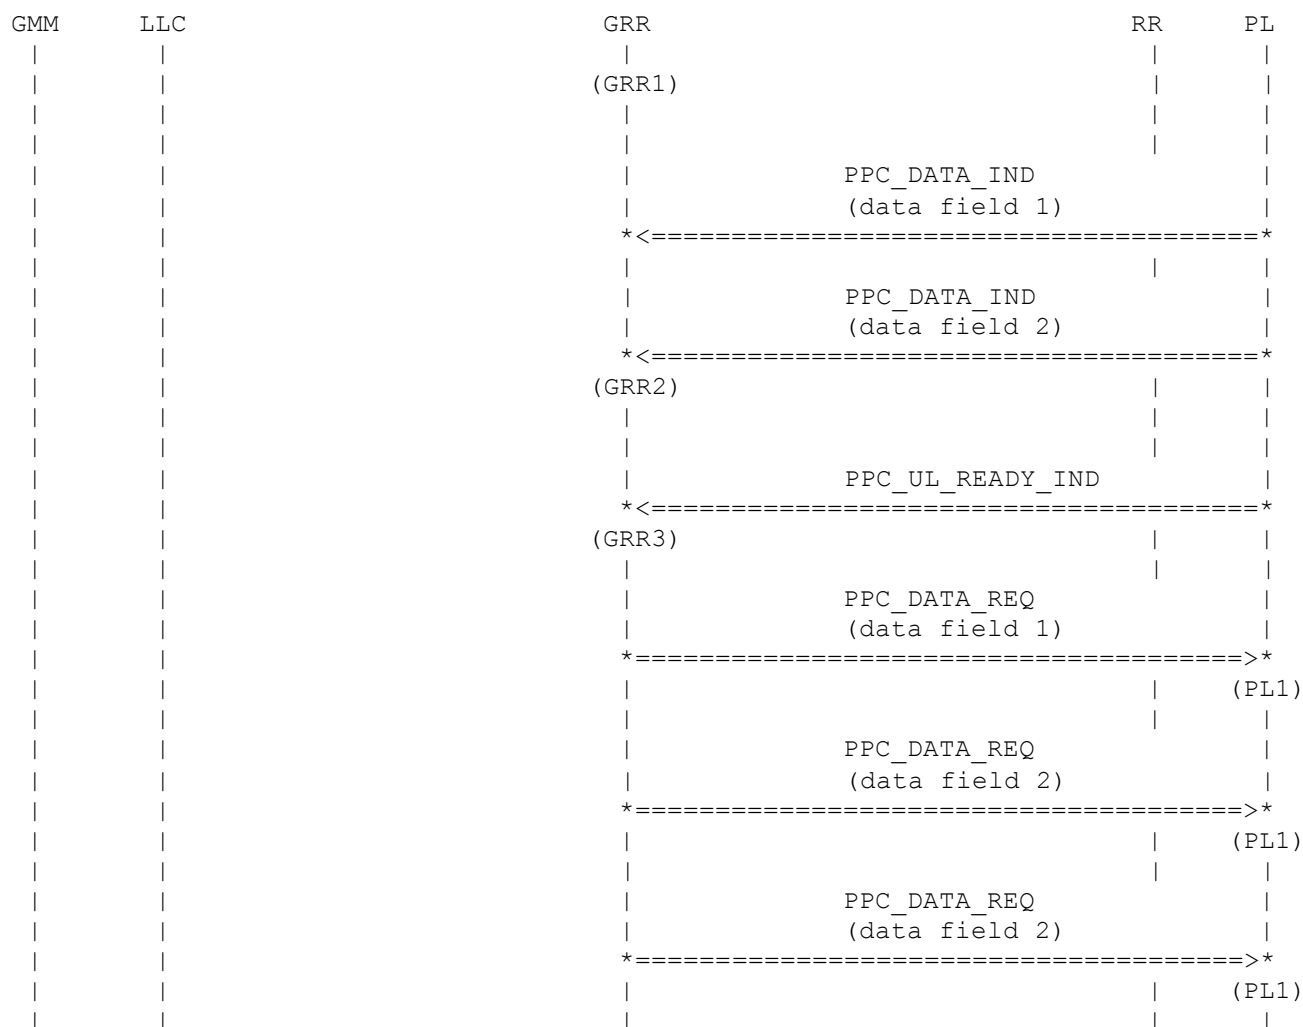 GMM LLC GRR RR PL
| | | | |
| | (GRR1) | |
| | | | |
| | | | |
| | | PPC_DATA_IND |
| | | (data field 1) |
| | *<======================================*
| | | | |
| | | PPC_DATA_IND |
| | | (data field 2) |
| | *<======================================*
| | (GRR2) | |
| | | | |
| | | | |
| | | PPC_UL_READY_IND |
| | *<======================================*
| | (GRR3) | |
| | | | |
| | | PPC_DATA_REQ |
| | | (data field 1) |
| | *======================================>*
| | | | (PL1)
| | | | |
| | | PPC_DATA_REQ |
| | | (data field 2) |
| | *======================================>*
| | | | (PL1)
| | | | |
| | | PPC_DATA_REQ |
| | | (data field 2) |
| | *======================================>*
| | | | (PL1)
| | | | |